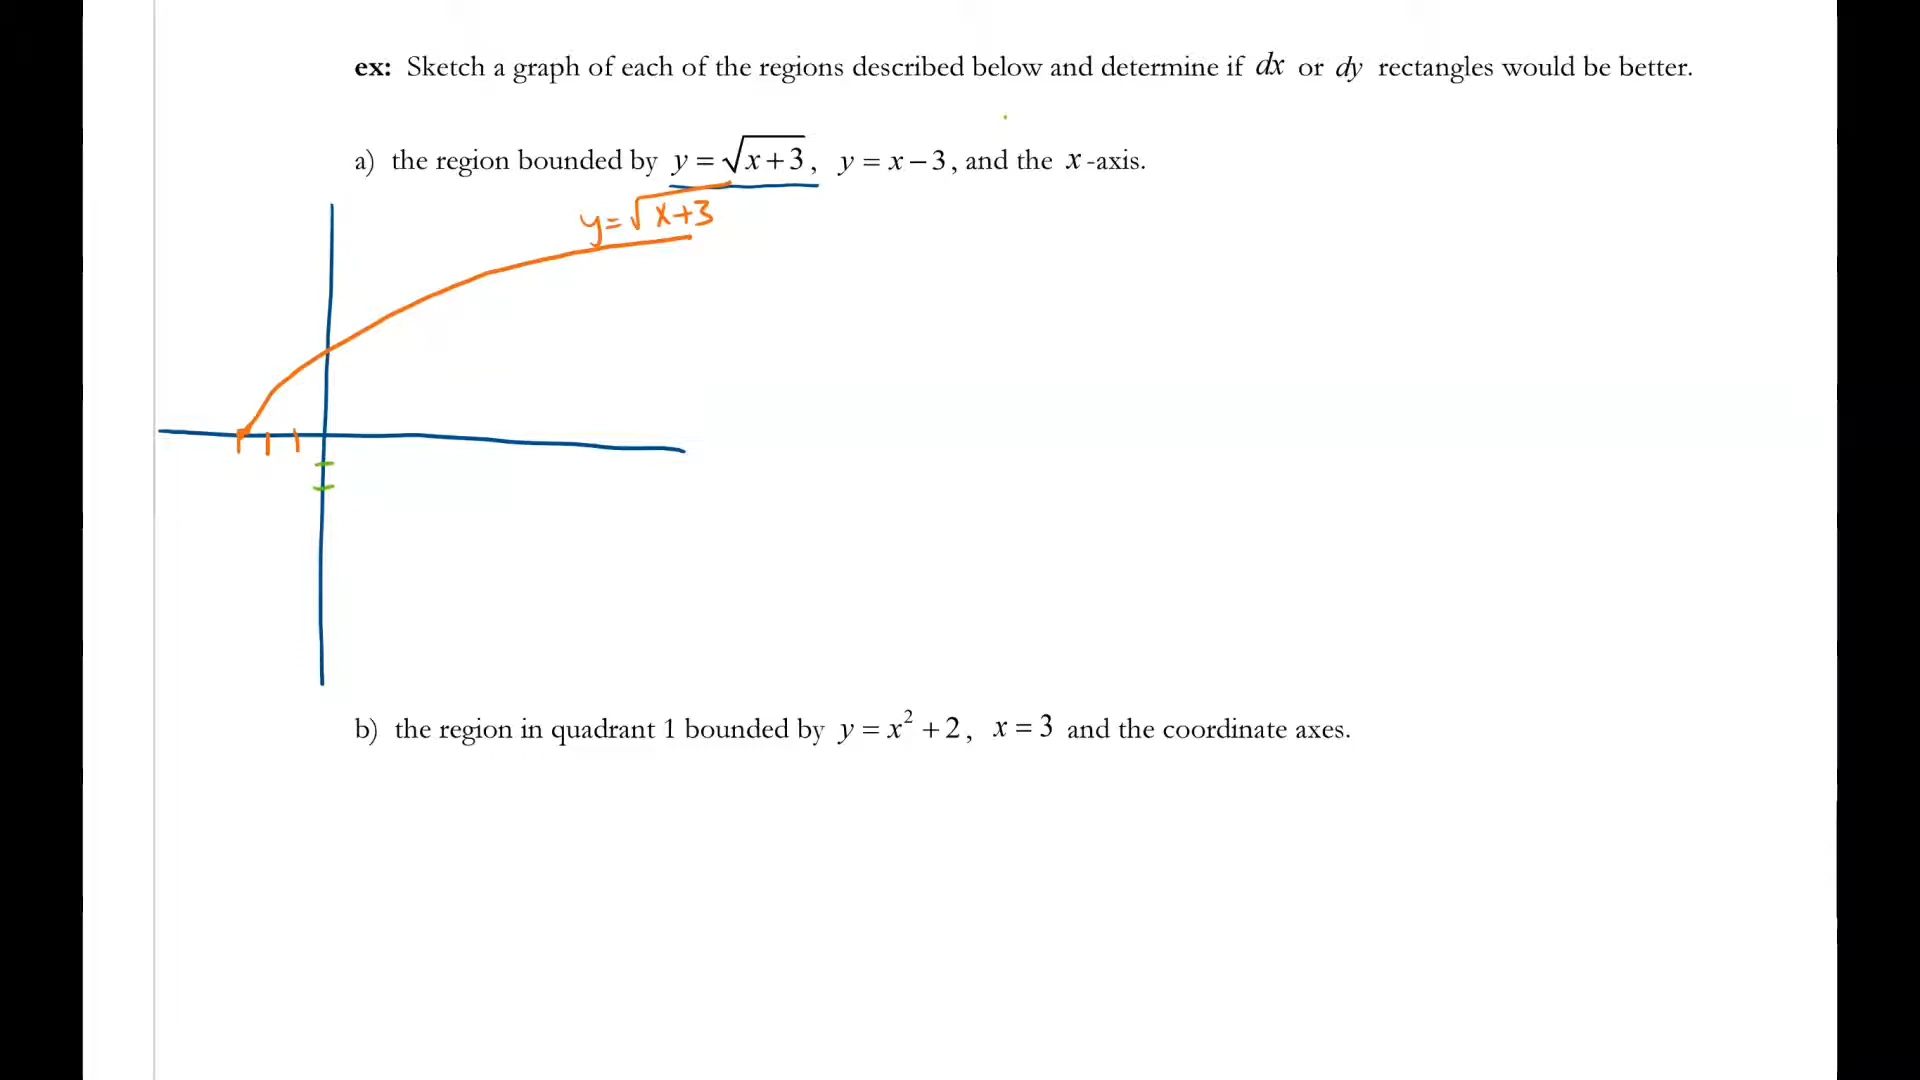 ex: Sketch a graph of each of the regions described below and determine if dx or dy rectangles would be better.
a) the region bounded by y = √x+3, y = x−3, and the x-axis.
y=√x+3
b) the region in quadrant 1 bounded by y = x² + 2, x = 3 and the coordinate axes.